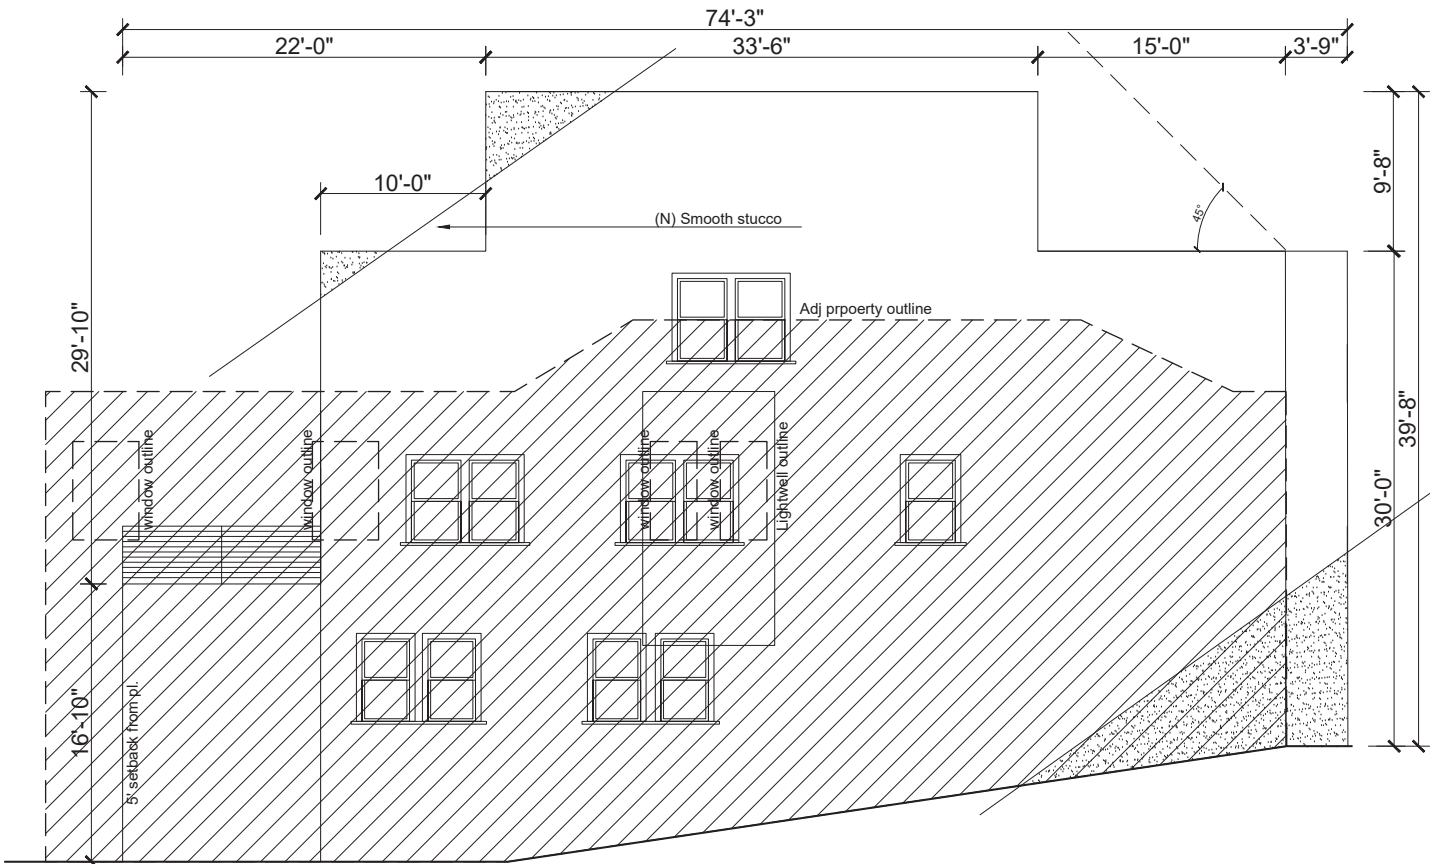 74'-3"
22'-0"
33'-6"
15'-0"
3'-9"
10'-0"
9'-8"
(N) Smooth stucco
45°
29'-10"
Adj prpoerty outline
39'-8"
window outline
window outline
window outline
window outline
Lightwell outline
30'-0"
16'-10"
5' setback from pl.